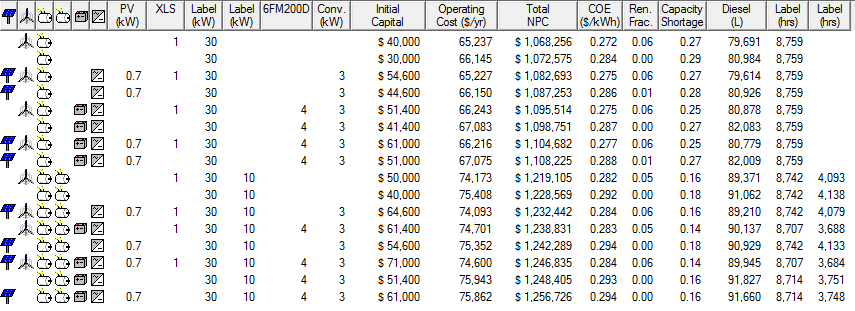 PV (kW) XLS Label (kW) Label (kW) 6FM200D Conv. (kW) Initial Capital Operating Cost ($/yr) Total NPC COE ($/kWh) Ren. Frac. Capacity Shortage Diesel (L) Label (hrs) Label (hrs)
1 30 $ 40,000 65,237 $ 1,068,256 0.272 0.06 0.27 79,691 8,759
30 $ 30,000 66,145 $ 1,072,575 0.284 0.00 0.29 80,984 8,759
0.7 1 30 3 $ 54,600 65,227 $ 1,082,693 0.275 0.06 0.27 79,614 8,759
0.7 30 3 $ 44,600 66,150 $ 1,087,253 0.286 0.01 0.28 80,926 8,759
1 30 4 3 $ 51,400 66,243 $ 1,095,514 0.275 0.06 0.25 80,878 8,759
30 4 3 $ 41,400 67,083 $ 1,098,751 0.287 0.00 0.27 82,083 8,759
0.7 1 30 4 3 $ 61,000 66,216 $ 1,104,682 0.277 0.06 0.25 80,779 8,759
0.7 30 4 3 $ 51,000 67,075 $ 1,108,225 0.288 0.01 0.27 82,009 8,759
1 30 10 $ 50,000 74,173 $ 1,219,105 0.282 0.05 0.16 89,371 8,742 4,093
30 10 $ 40,000 75,408 $ 1,228,569 0.292 0.00 0.18 91,062 8,742 4,138
0.7 1 30 10 3 $ 64,600 74,093 $ 1,232,442 0.284 0.06 0.16 89,210 8,742 4,079
1 30 10 4 3 $ 61,400 74,701 $ 1,238,831 0.283 0.05 0.14 90,137 8,707 3,688
0.7 30 10 3 $ 54,600 75,352 $ 1,242,289 0.294 0.00 0.18 90,929 8,742 4,133
0.7 1 30 10 4 3 $ 71,000 74,600 $ 1,246,835 0.284 0.06 0.14 89,945 8,707 3,684
30 10 4 3 $ 51,400 75,943 $ 1,248,405 0.293 0.00 0.16 91,827 8,714 3,751
0.7 30 10 4 3 $ 61,000 75,862 $ 1,256,726 0.294 0.00 0.16 91,660 8,714 3,748